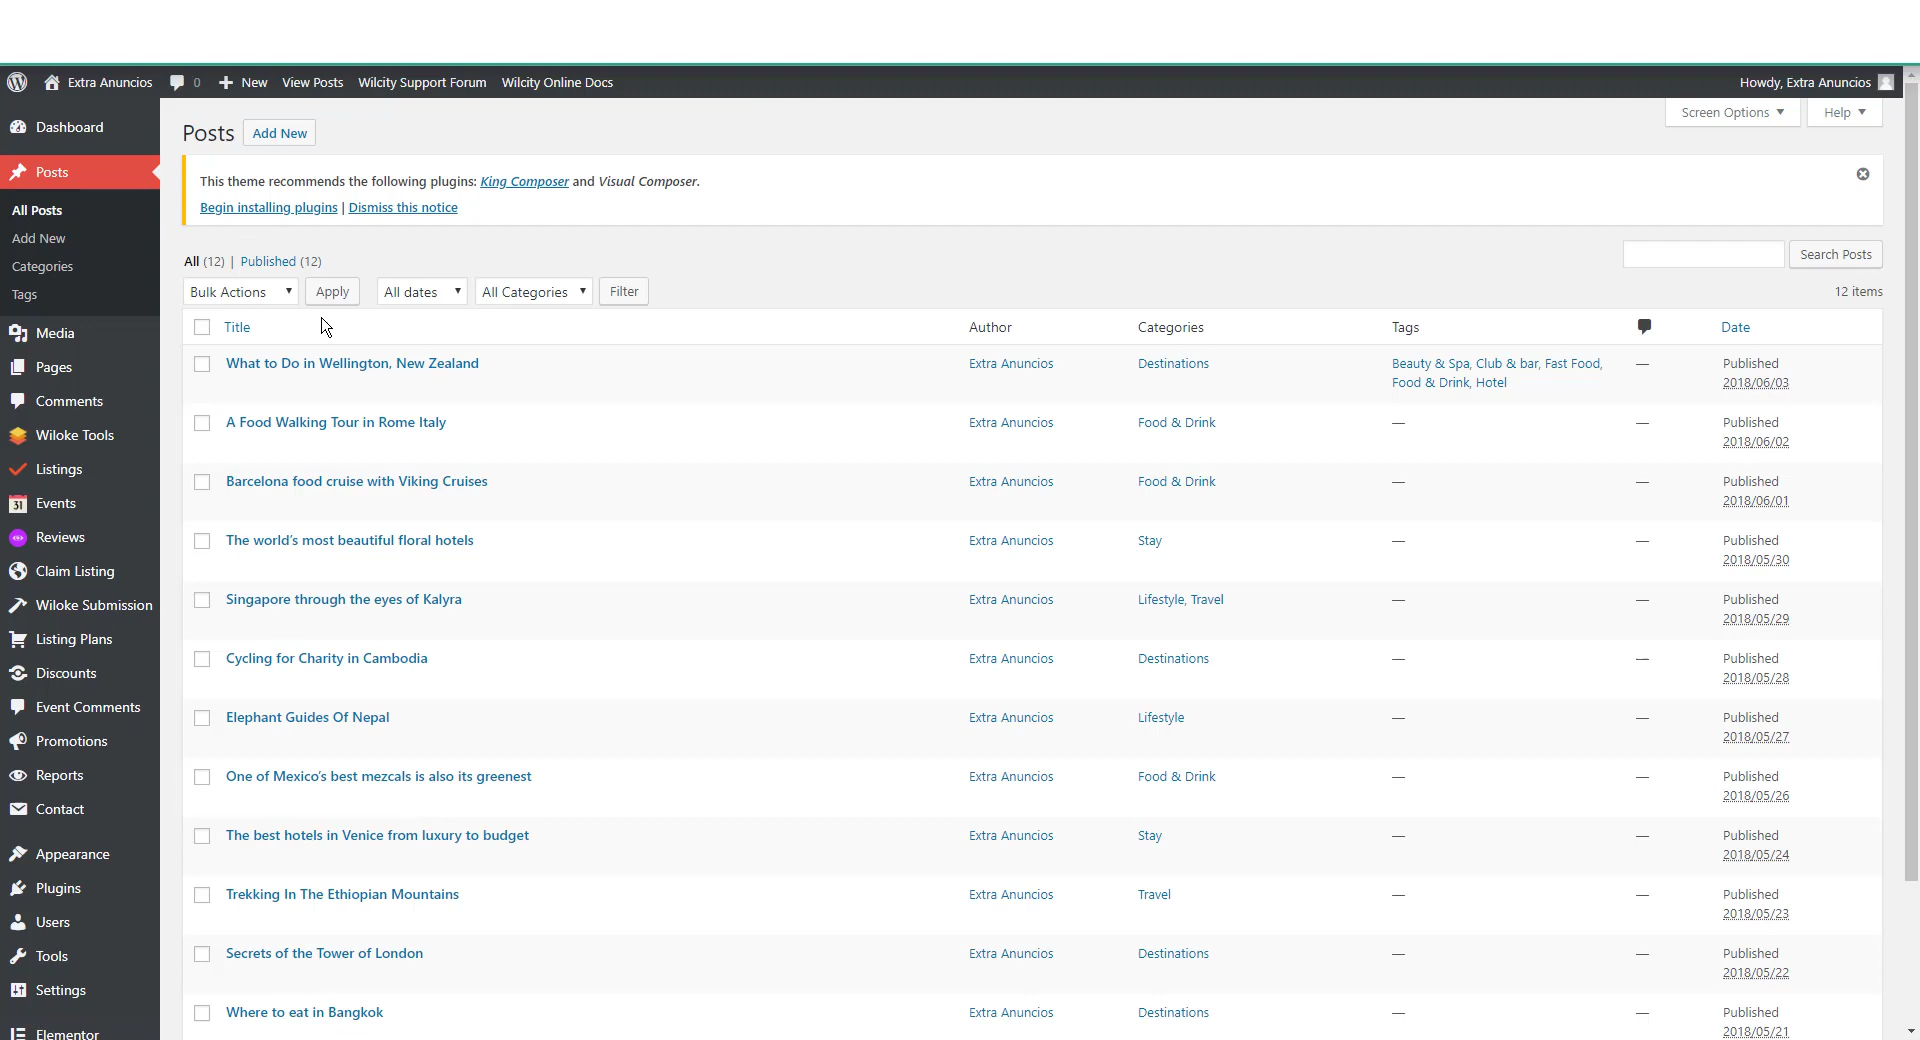 Extra Anuncios 0 New View Posts Wilcity Support Forum Wilcity Online Docs Howdy, Extra Anuncios
Screen Options Help
Dashboard
Posts
All Posts
Add New
Categories
Tags
Media
Pages
Comments
Wiloke Tools
Listings
31 Events
Reviews
Claim Listing
Wiloke Submission
Listing Plans
Discounts
Event Comments
Promotions
Reports
Contact
Appearance
Plugins
Users
Tools
Settings
Elementor
Posts Add New
This theme recommends the following plugins: King Composer and Visual Composer.
Begin installing plugins | Dismiss this notice
All (12) | Published (12)
Search Posts
Bulk Actions Apply All dates All Categories Filter 12 items
Title Author Categories Tags Date
What to Do in Wellington, New Zealand Extra Anuncios Destinations Beauty & Spa, Club & bar, Fast Food, — Published
Food & Drink, Hotel 2018/06/03
A Food Walking Tour in Rome Italy Extra Anuncios Food & Drink — — Published
2018/06/02
Barcelona food cruise with Viking Cruises Extra Anuncios Food & Drink — — Published
2018/06/01
The world’s most beautiful floral hotels Extra Anuncios Stay — — Published
2018/05/30
Singapore through the eyes of Kalyra Extra Anuncios Lifestyle, Travel — — Published
2018/05/29
Cycling for Charity in Cambodia Extra Anuncios Destinations — — Published
2018/05/28
Elephant Guides Of Nepal Extra Anuncios Lifestyle — — Published
2018/05/27
One of Mexico’s best mezcals is also its greenest Extra Anuncios Food & Drink — — Published
2018/05/26
The best hotels in Venice from luxury to budget Extra Anuncios Stay — — Published
2018/05/24
Trekking In The Ethiopian Mountains Extra Anuncios Travel — — Published
2018/05/23
Secrets of the Tower of London Extra Anuncios Destinations — — Published
2018/05/22
Where to eat in Bangkok Extra Anuncios Destinations — — Published
2018/05/21